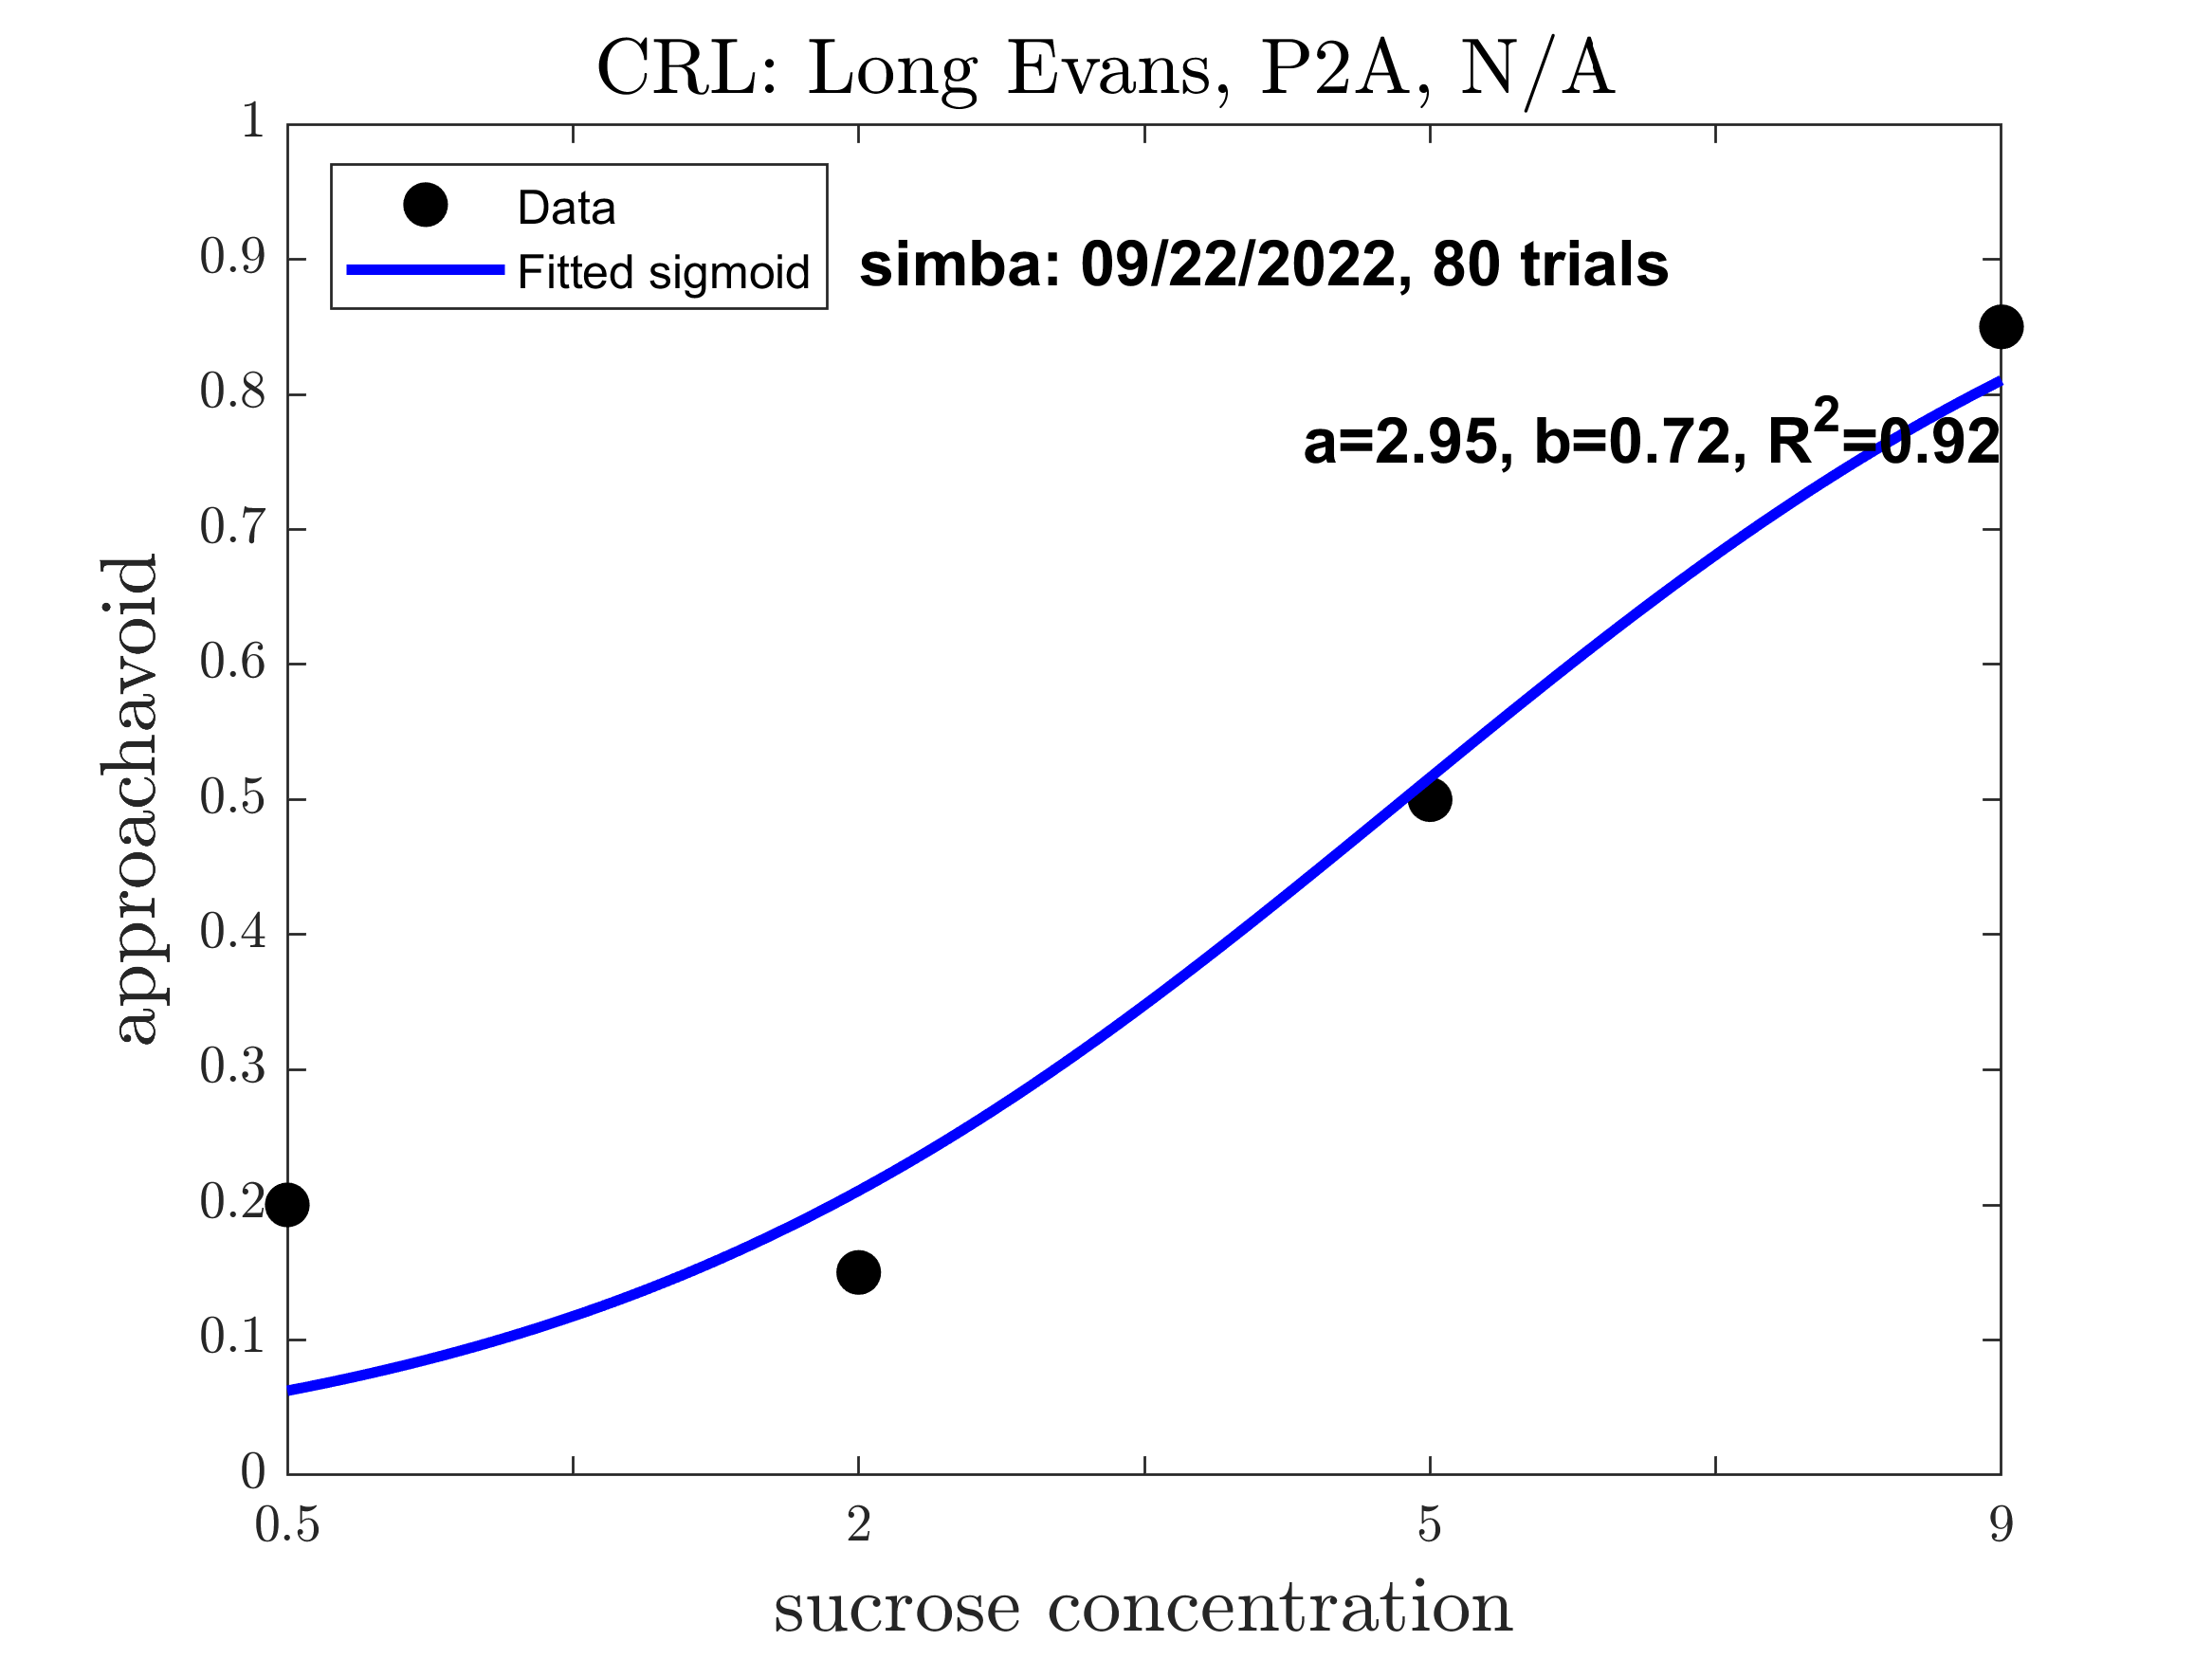 CRL: Long Evans, P2A, N/A
Data
Fitted sigmoid
simba: 09/22/2022, 80 trials
a=2.95, b=0.72, R²=0.92
approachavoid
1
0.9
0.8
0.7
0.6
0.5
0.4
0.3
0.2
0.1
0
0.5 2 5 9
sucrose concentration